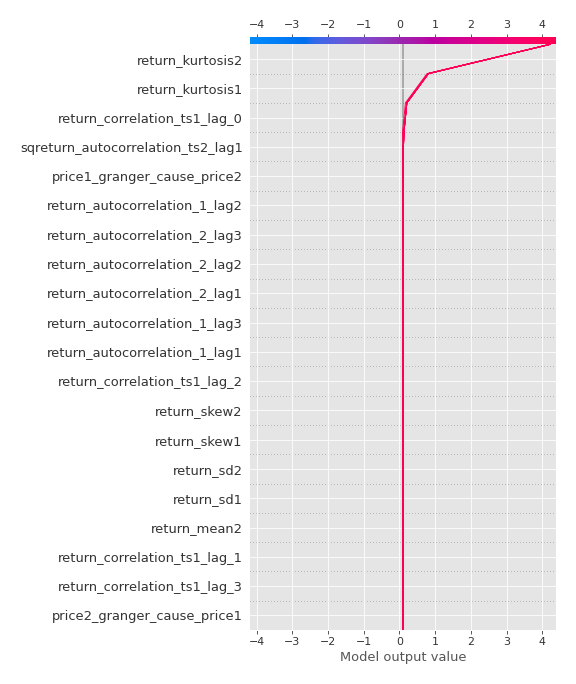 −4 −3 −2 −1 0 1 2 3 4
return_kurtosis2
return_kurtosis1
return_correlation_ts1_lag_0
sqreturn_autocorrelation_ts2_lag1
price1_granger_cause_price2
return_autocorrelation_1_lag2
return_autocorrelation_2_lag3
return_autocorrelation_2_lag2
return_autocorrelation_2_lag1
return_autocorrelation_1_lag3
return_autocorrelation_1_lag1
return_correlation_ts1_lag_2
return_skew2
return_skew1
return_sd2
return_sd1
return_mean2
return_correlation_ts1_lag_1
return_correlation_ts1_lag_3
price2_granger_cause_price1
−4 −3 −2 −1 0 1 2 3 4
Model output value